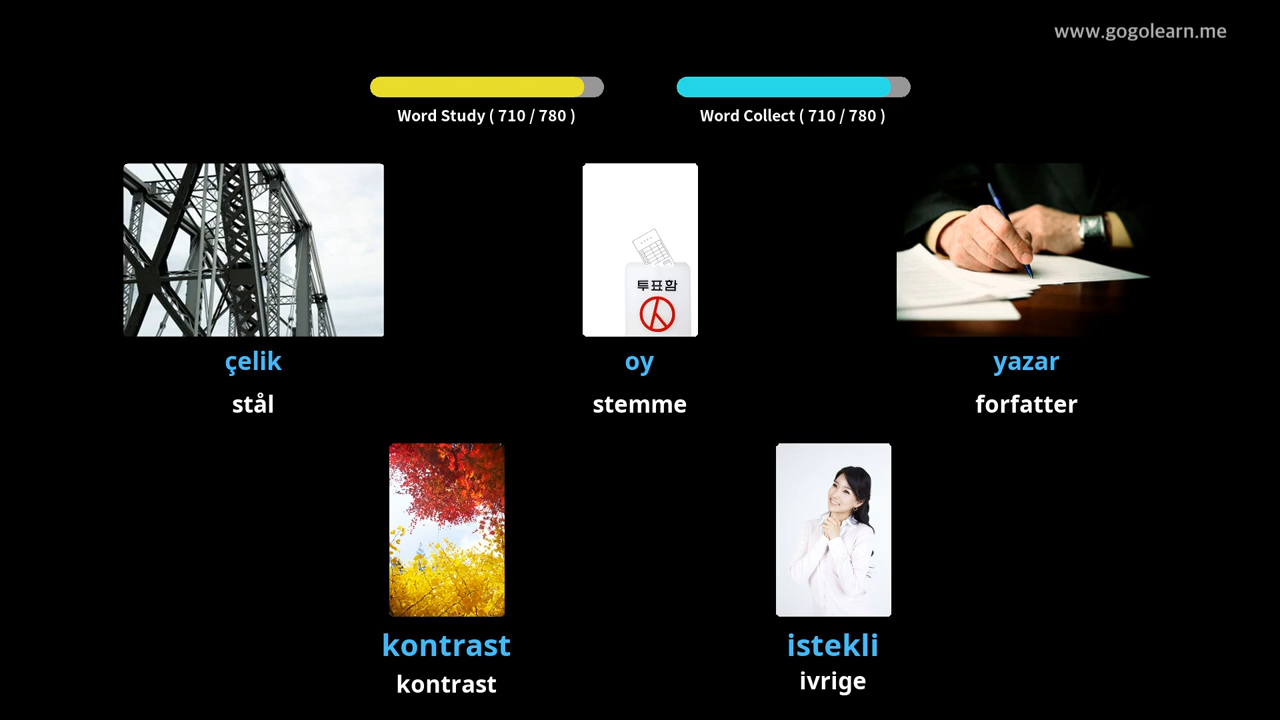 www.gogolearn.me
Word Study ( 710 / 780 )
Word Collect ( 710 / 780 )
투표함
çelik
oy
yazar
stål
stemme
forfatter
kontrast
istekli
kontrast
ivrige